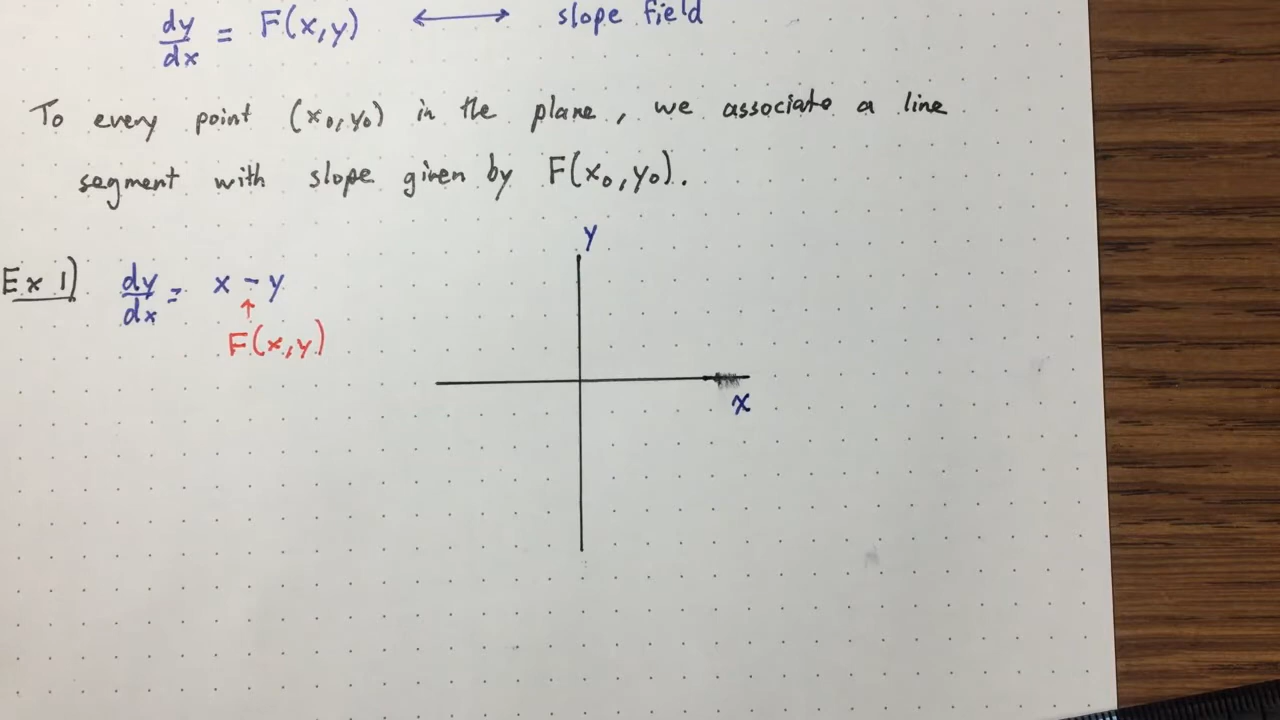 dy/dx = F(x,y) ⟷ slope field
To every point (x₀,y₀) in the plane, we associate a line
segment with slope given by F(x₀,y₀).
Ex 1) dy/dx = x - y
↑
F(x,y)
y
x